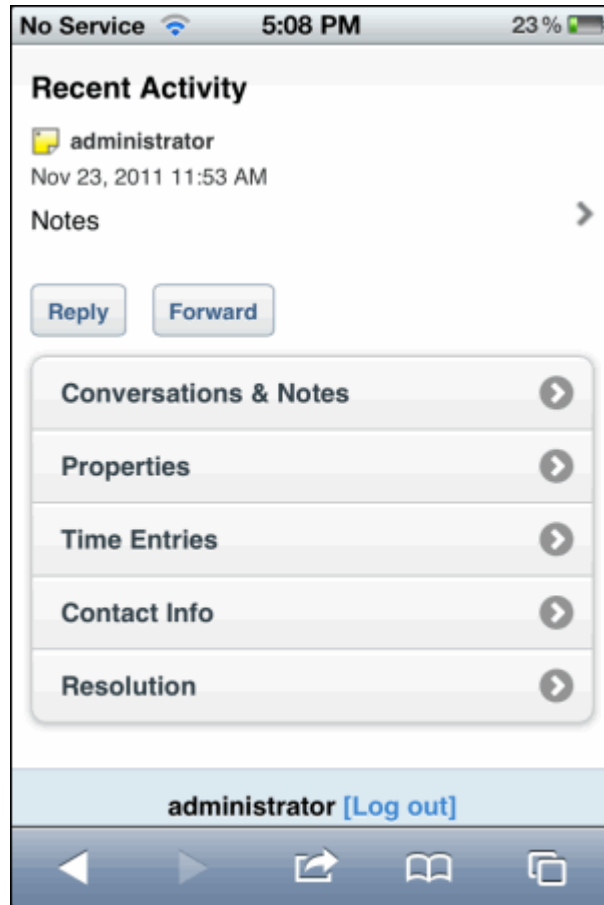 No Service 5:08 PM 23%
Recent Activity
administrator
Nov 23, 2011 11:53 AM
Notes
Reply Forward
Conversations & Notes
Properties
Time Entries
Contact Info
Resolution
administrator [Log out]